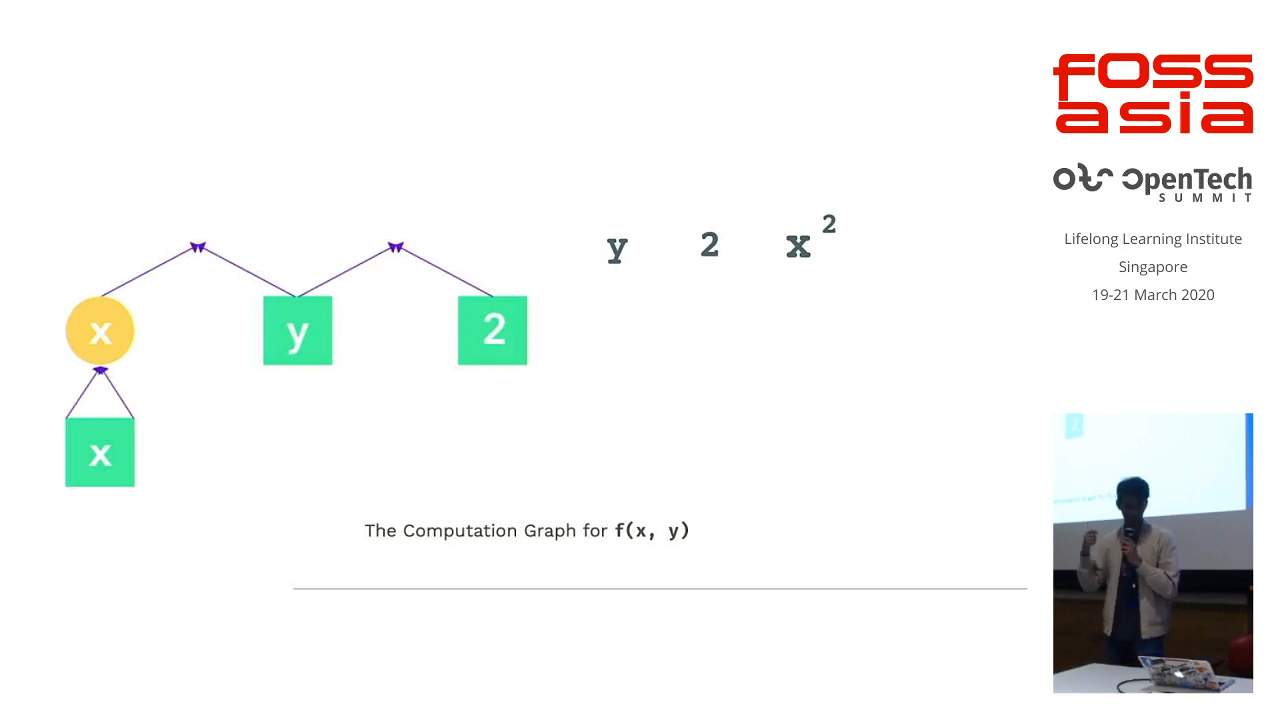 foss
asia
OpenTech
SUMMIT
Lifelong Learning Institute
Singapore
19-21 March 2020
y 2 x²
x y 2
x
The Computation Graph for f(x, y)
2